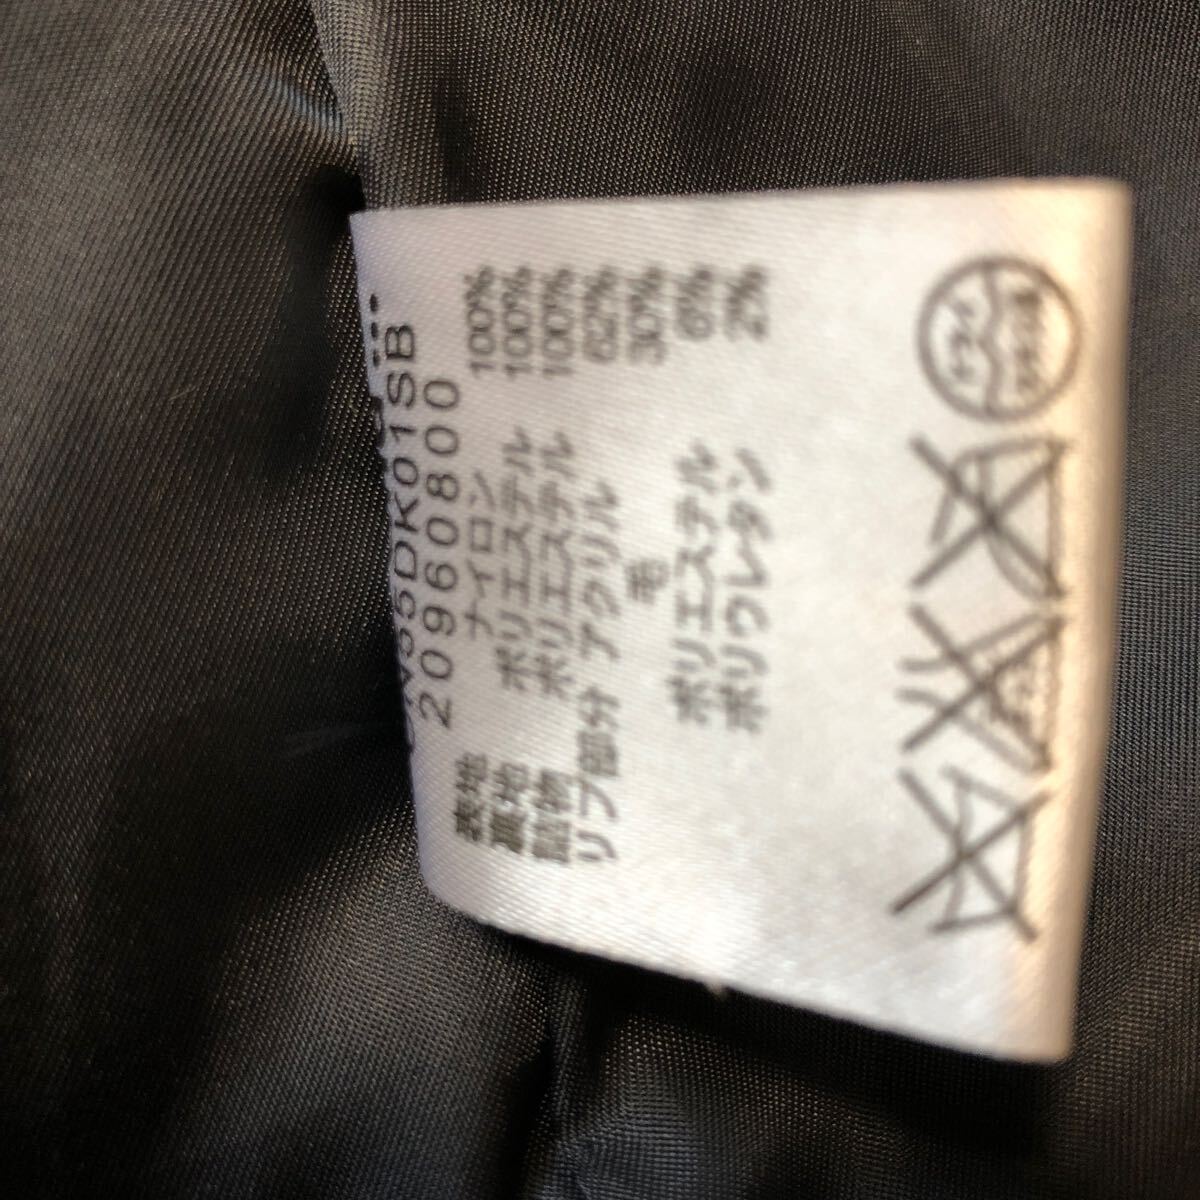 5DK01SB
20960800
表地 ナイロン 100%
裏地 ポリエステル 100%
詰物 ポリエステル 100%
リブ部分 アクリル 62%
毛 30%
ポリエステル 6%
ポリウレタン 2%